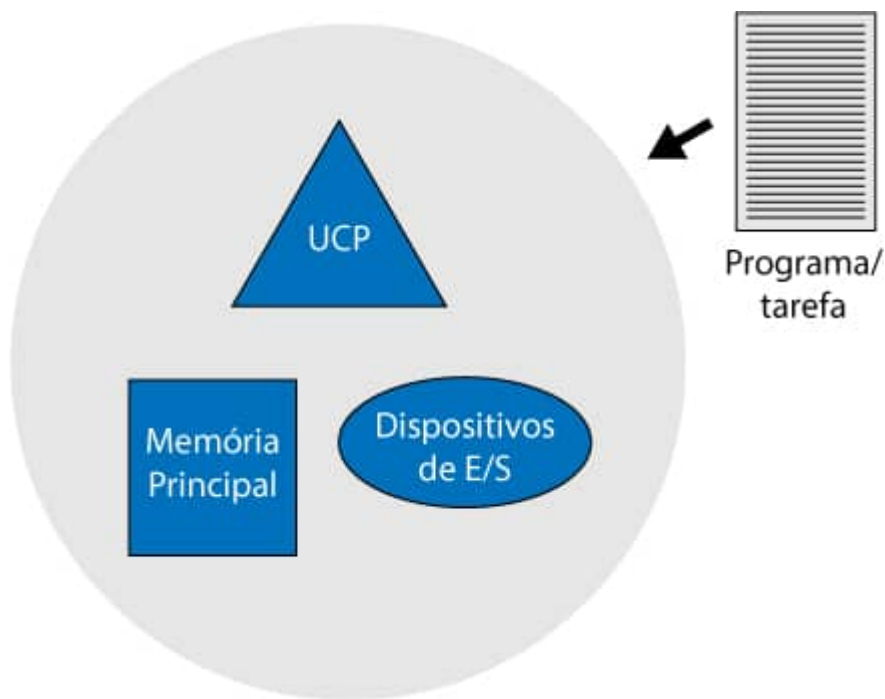 UCP
Memória
Principal
Dispositivos
de E/S
Programa/
tarefa